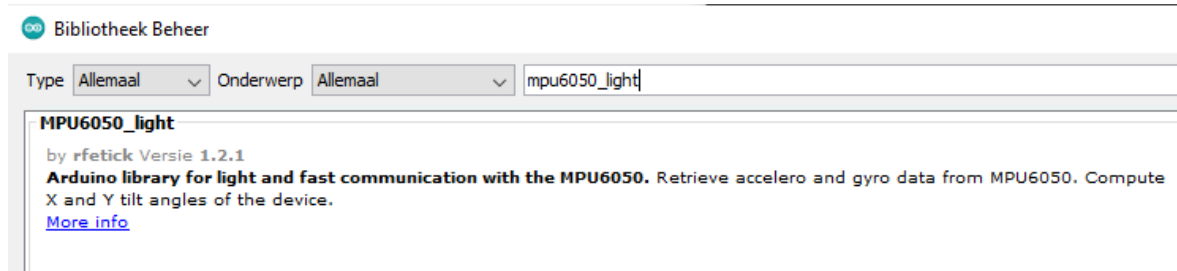 Bibliotheek Beheer
Type Allemaal Onderwerp Allemaal mpu6050_light
MPU6050_light
by rfetick Versie 1.2.1
Arduino library for light and fast communication with the MPU6050. Retrieve accelero and gyro data from MPU6050. Compute
X and Y tilt angles of the device.
More info